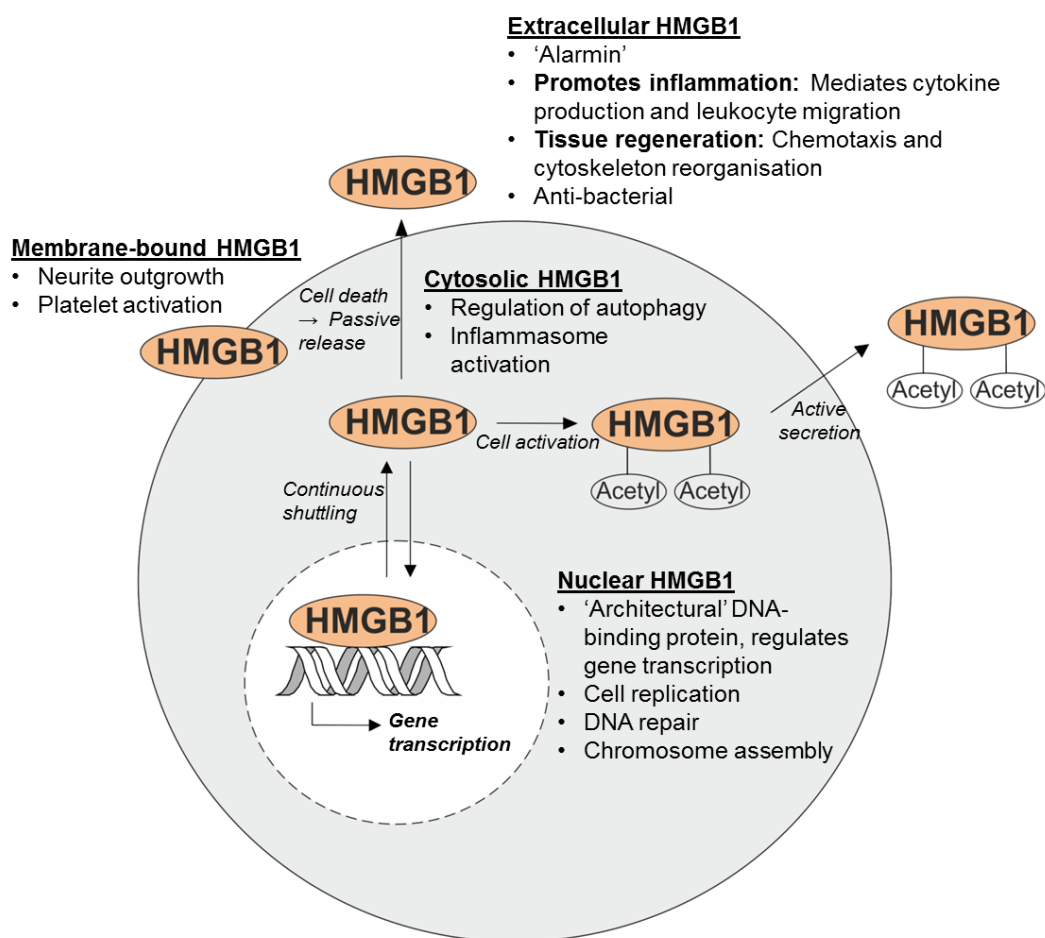 Extracellular HMGB1
• 'Alarmin'
• Promotes inflammation: Mediates cytokine
production and leukocyte migration
• Tissue regeneration: Chemotaxis and
cytoskeleton reorganisation
• Anti-bacterial
HMGB1
Membrane-bound HMGB1
• Neurite outgrowth
• Platelet activation
HMGB1
Cell death
→ Passive
release
Cytosolic HMGB1
• Regulation of autophagy
• Inflammasome
activation
HMGB1
Cell activation
HMGB1
Acetyl Acetyl
Active
secretion
HMGB1
Acetyl Acetyl
Continuous
shuttling
HMGB1
Gene
transcription
Nuclear HMGB1
• 'Architectural' DNA-
binding protein, regulates
gene transcription
• Cell replication
• DNA repair
• Chromosome assembly